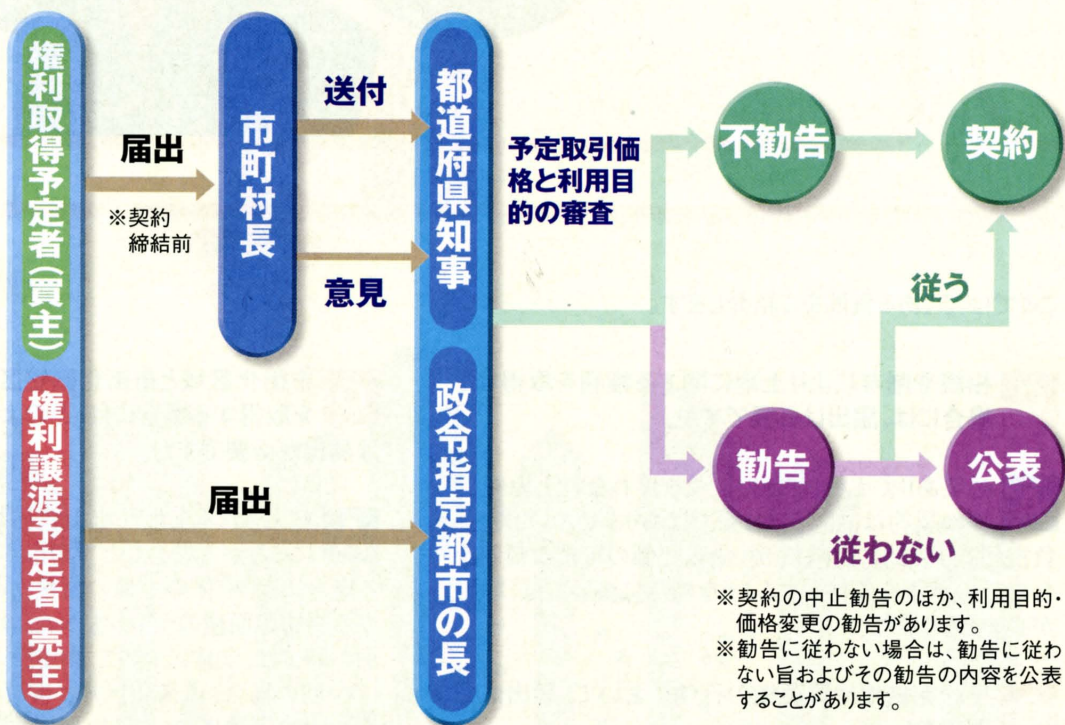 権利取得予定者(買主)
権利譲渡予定者(売主)
届出
※契約
締結前
市町村長
送付
意見
届出
都道府県知事
政令指定都市の長
予定取引価
格と利用目
的の審査
不勧告
契約
従う
勧告
公表
従わない
※契約の中止勧告のほか、利用目的・
価格変更の勧告があります。
※勧告に従わない場合は、勧告に従わ
ない旨およびその勧告の内容を公表
することがあります。